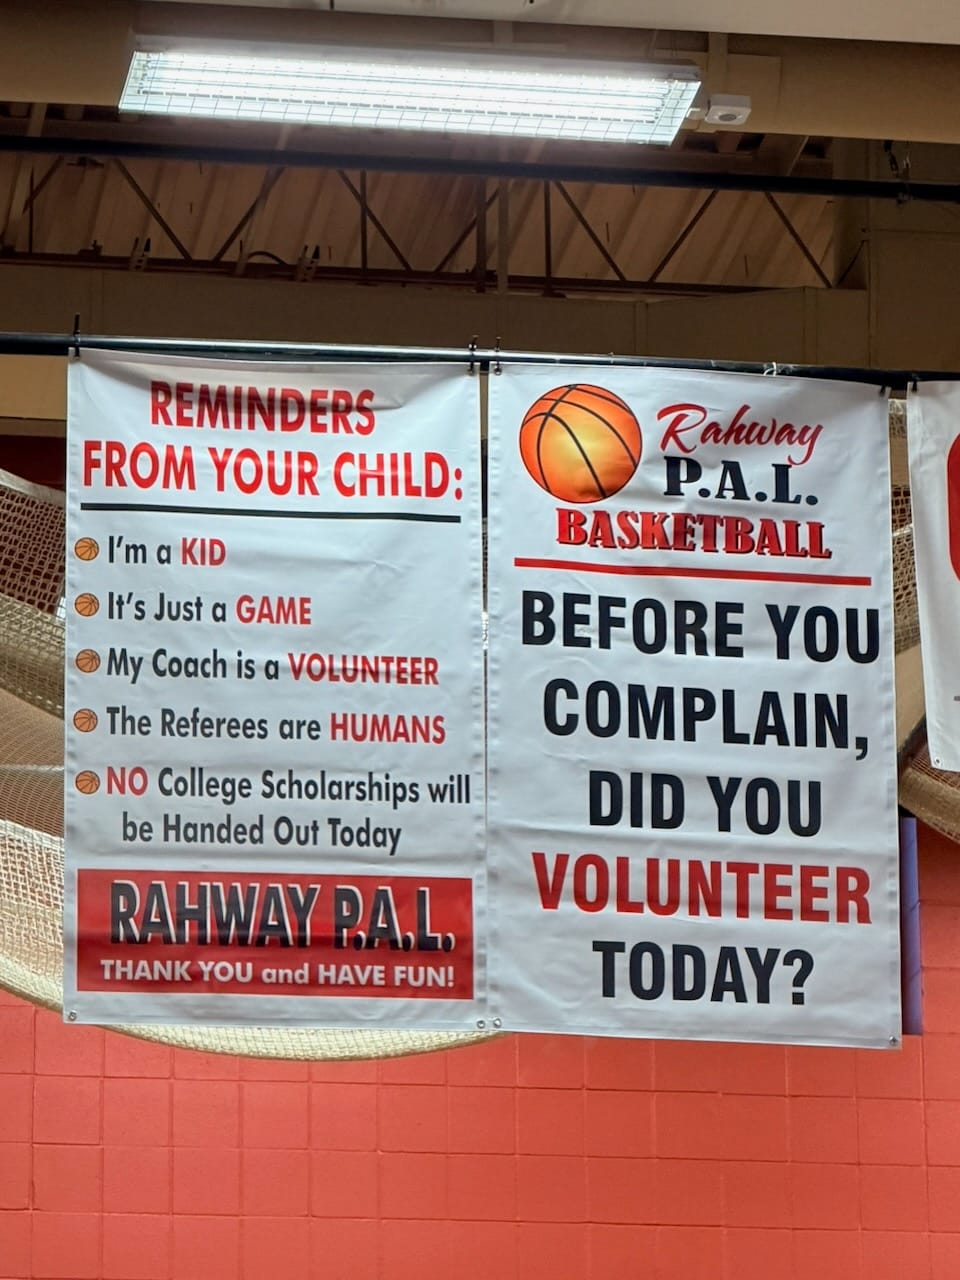 REMINDERS
FROM YOUR CHILD:
I'm a KID
It's Just a GAME
My Coach is a VOLUNTEER
The Referees are HUMANS
NO College Scholarships will
be Handed Out Today
RAHWAY P.A.L.
THANK YOU and HAVE FUN!
Rahway
P.A.L.
BASKETBALL
BEFORE YOU
COMPLAIN,
DID YOU
VOLUNTEER
TODAY?